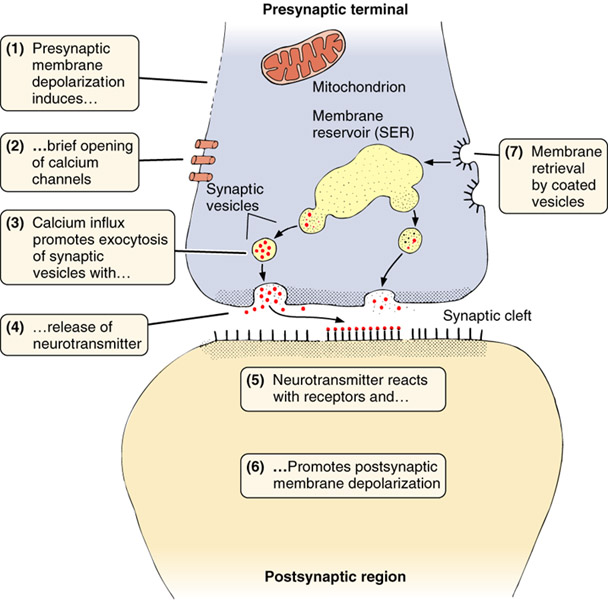 Presynaptic terminal
(1) Presynaptic
membrane
depolarization
induces…
Mitochondrion
Membrane
reservoir (SER)
(2) …brief opening
of calcium
channels
(7) Membrane
retrieval
by coated
vesicles
Synaptic
vesicles
(3) Calcium influx
promotes exocytosis
of synaptic
vesicles with…
(4) …release of
neurotransmitter
Synaptic cleft
(5) Neurotransmitter reacts
with receptors and…
(6) …Promotes postsynaptic
membrane depolarization
Postsynaptic region